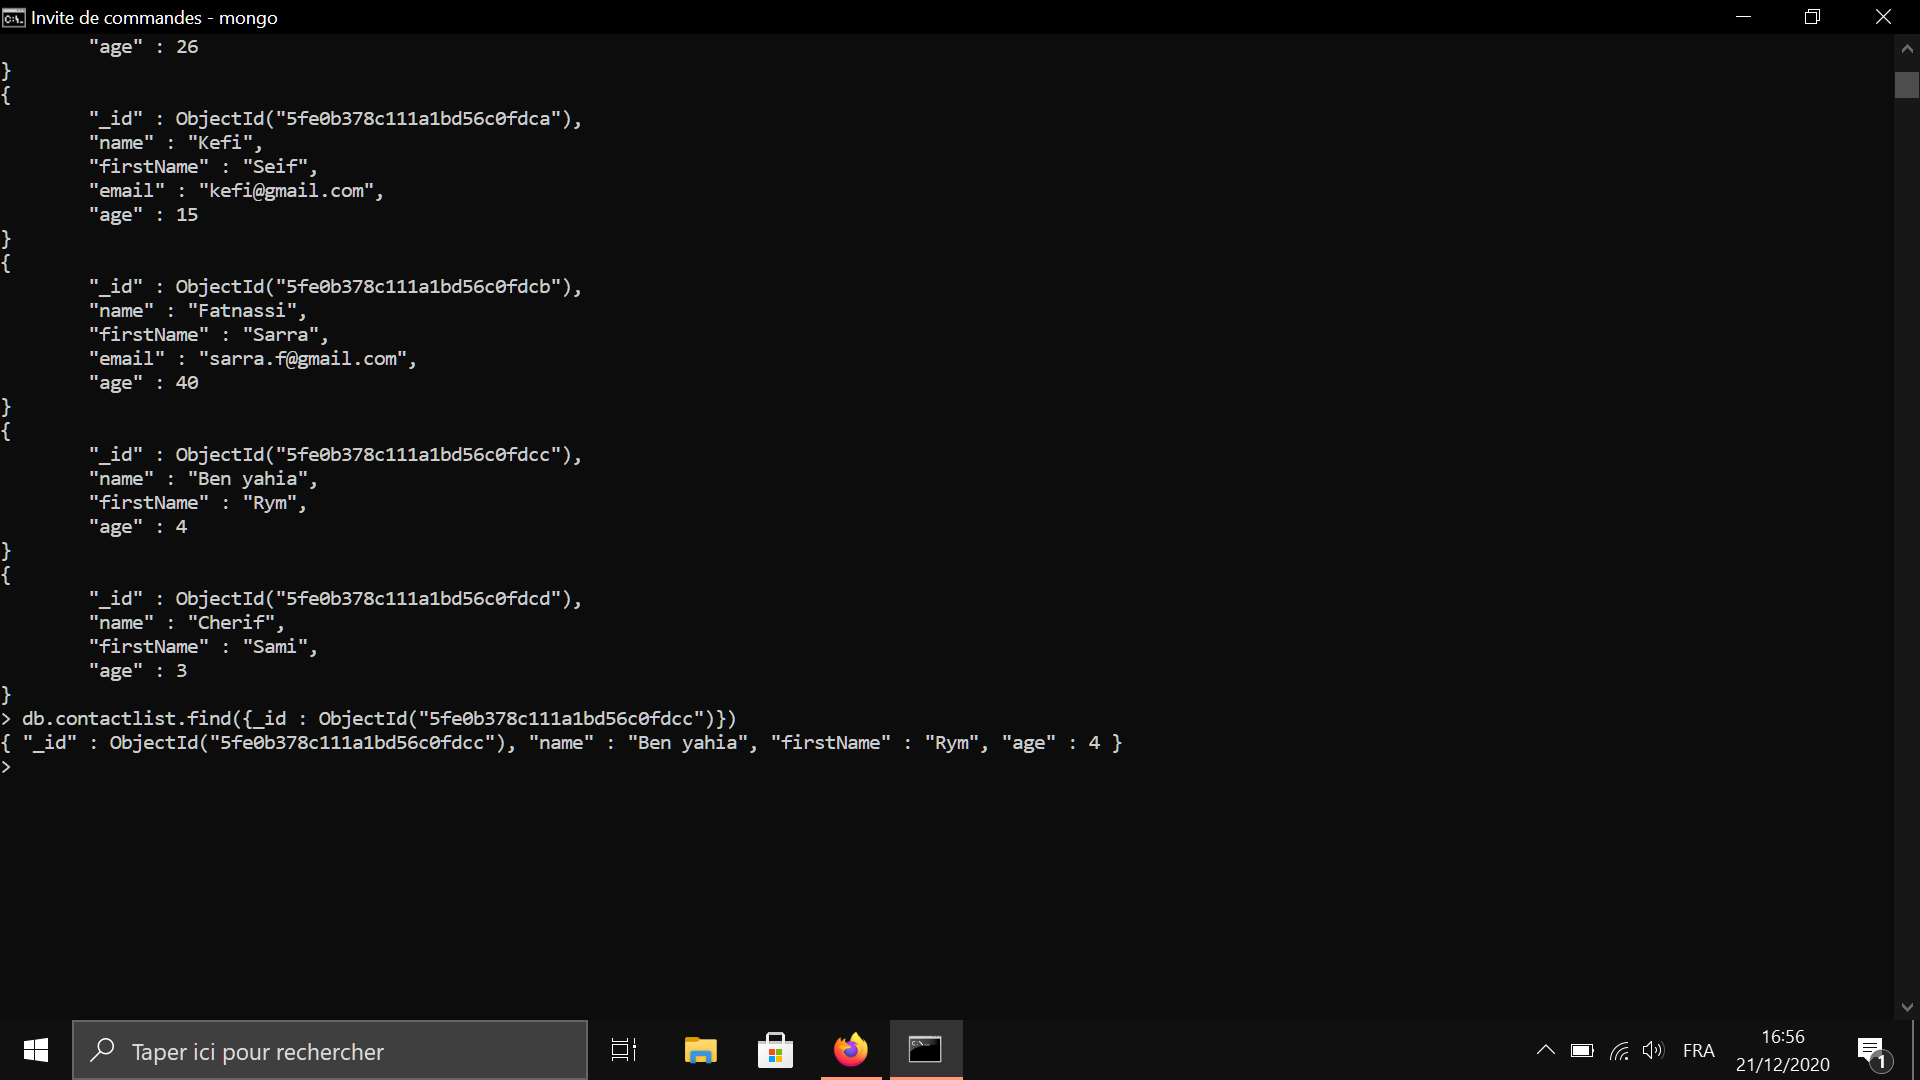 Invite de commandes - mongo
"age" : 26
}
{
"_id" : ObjectId("5fe0b378c111a1bd56c0fdca"),
"name" : "Kefi",
"firstName" : "Seif",
"email" : "kefi@gmail.com",
"age" : 15
}
{
"_id" : ObjectId("5fe0b378c111a1bd56c0fdcb"),
"name" : "Fatnassi",
"firstName" : "Sarra",
"email" : "sarra.f@gmail.com",
"age" : 40
}
{
"_id" : ObjectId("5fe0b378c111a1bd56c0fdcc"),
"name" : "Ben yahia",
"firstName" : "Rym",
"age" : 4
}
{
"_id" : ObjectId("5fe0b378c111a1bd56c0fdcd"),
"name" : "Cherif",
"firstName" : "Sami",
"age" : 3
}
> db.contactlist.find({_id : ObjectId("5fe0b378c111a1bd56c0fdcc")})
{ "_id" : ObjectId("5fe0b378c111a1bd56c0fdcc"), "name" : "Ben yahia", "firstName" : "Rym", "age" : 4 }
>
Taper ici pour rechercher
FRA
16:56
21/12/2020
1